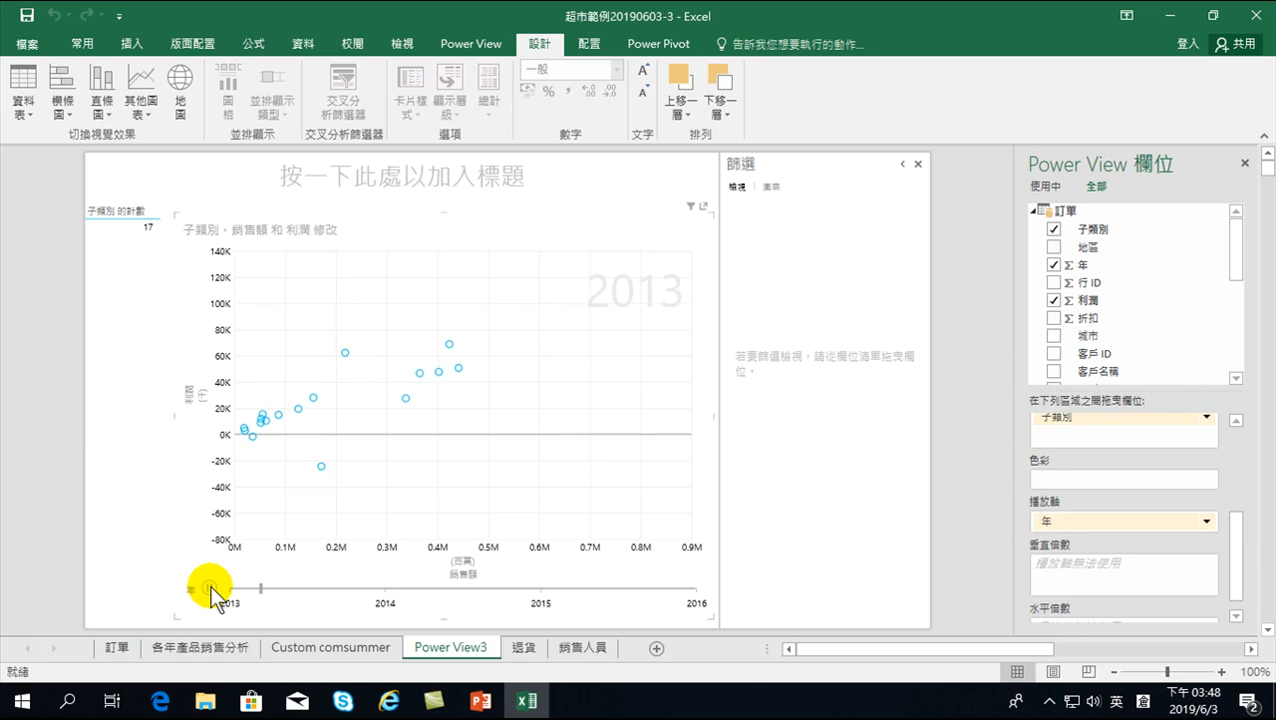 超市範例20190603-3 - Excel
檔案 常用 插入 版面配置 公式 資料 校閱 檢視 Power View 設計 配置 Power Pivot 告訴我您想要執行的動作... 登入 共用
資料表 橫條圖 直條圖 其他圖表 地圖 圖格 並排顯示類型 交叉分析篩選器 卡片樣式 顯示層級 總計 一般 % , 上移一層 下移一層
切換視覺效果 並排顯示 交叉分析篩選器 選項 數字 文字 排列
按一下此處以加入標題
子類別 的計數
17
子類別，銷售額 和 利潤 修改
2013
140K
120K
100K
80K
60K
40K
20K
0K
-20K
-40K
-60K
-80K
利潤
(千)
0M 0.1M 0.2M 0.3M 0.4M 0.5M 0.6M 0.7M 0.8M 0.9M
(百萬)
銷售額
年
2013 2014 2015 2016
篩選
檢視 圖表
若要篩選檢視，請從欄位清單拖曳欄
位。
Power View 欄位
使用中 全部
訂單
子類別
地區
Σ 年
Σ 行 ID
Σ 利潤
Σ 折扣
城市
客戶 ID
客戶名稱
在下列區域之間拖曳欄位:
子類別
色彩
播放軸
年
垂直倍數
播放軸無法使用
水平倍數
訂單 各年產品銷售分析 Custom comsummer Power View3 退貨 銷售人員
就緒
100%
英
下午 03:48
2019/6/3
2